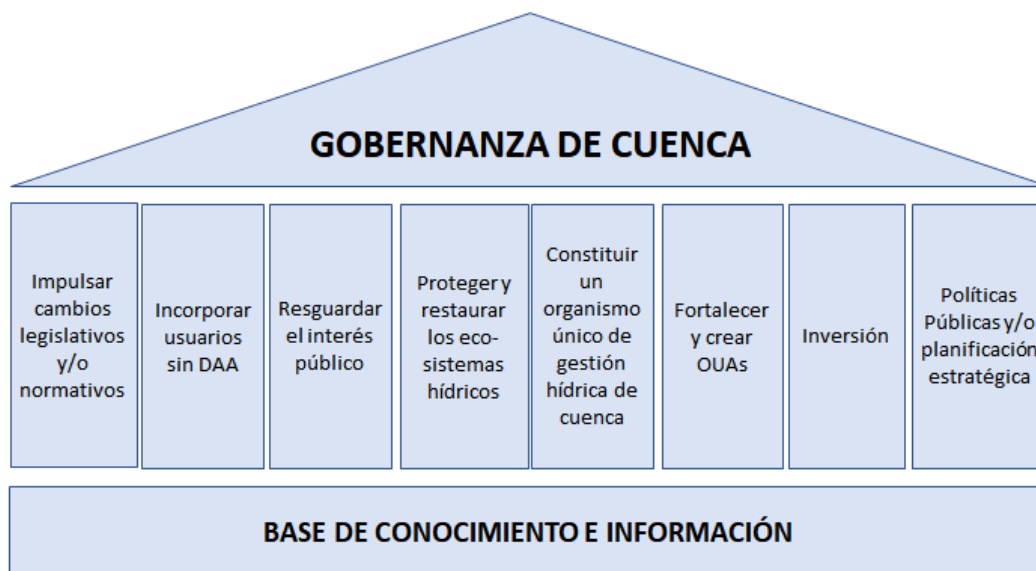 GOBERNANZA DE CUENCA
Impulsar
cambios
legislativos
y/o
normativos
Incorporar
usuarios
sin DAA
Resguardar
el interés
público
Proteger y
restaurar
los eco-
sistemas
hídricos
Constituir
un
organismo
único de
gestión
hídrica de
cuenca
Fortalecer
y crear
OUAs
Inversión
Políticas
Públicas y/o
planificación
estratégica
BASE DE CONOCIMIENTO E INFORMACIÓN